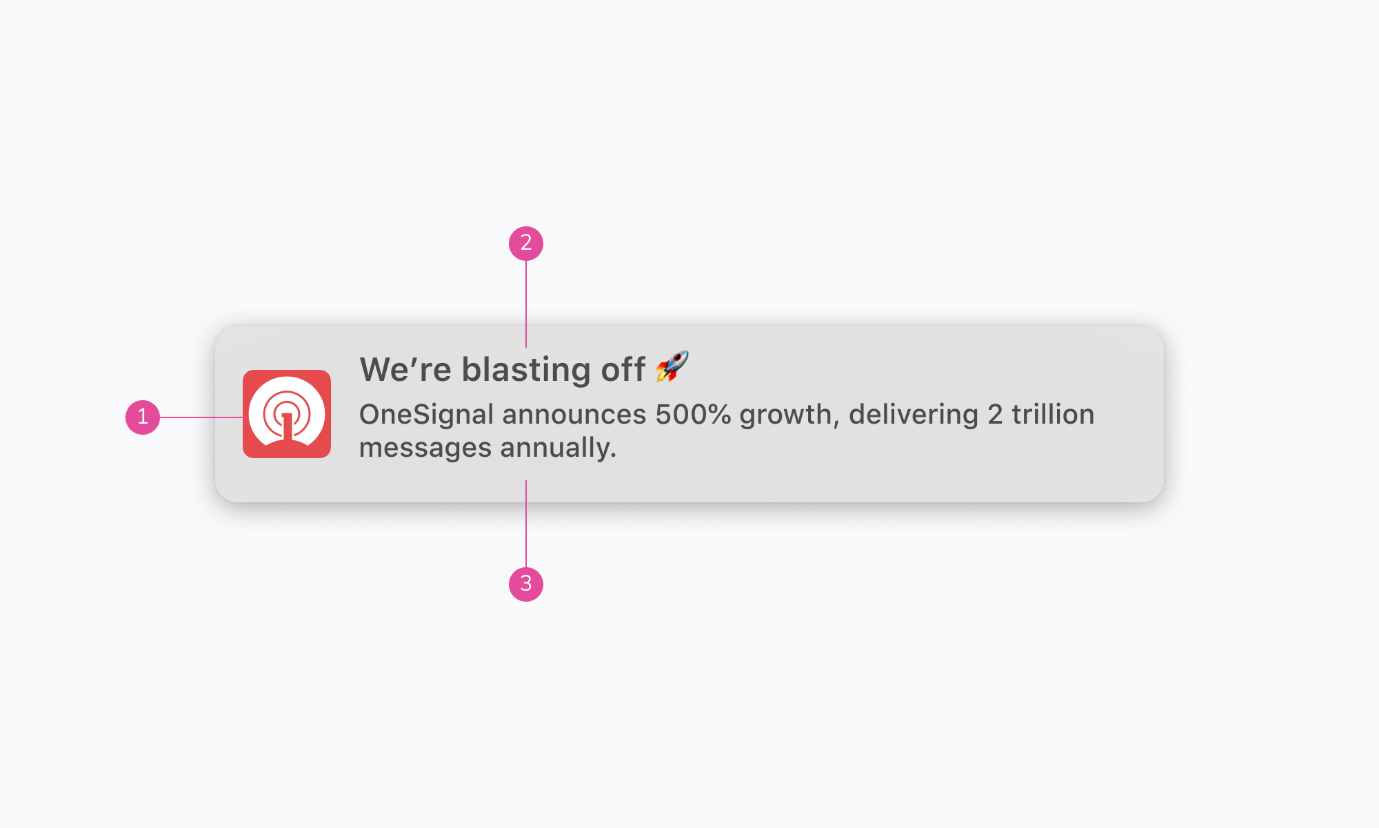 2
We’re blasting off 🚀
1
OneSignal announces 500% growth, delivering 2 trillion
messages annually.
3